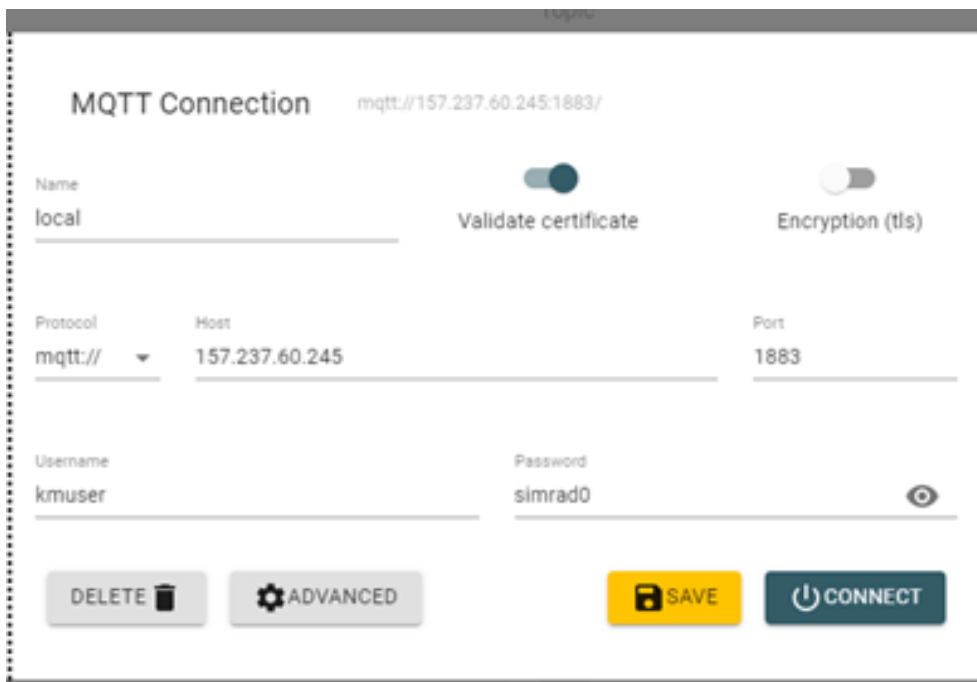 Topic
MQTT Connection mqtt://157.237.60.245:1883/
Name
local
Validate certificate
Encryption (tls)
Protocol
mqtt://
Host
157.237.60.245
Port
1883
Username
kmuser
Password
simrad0
DELETE
ADVANCED
SAVE
CONNECT